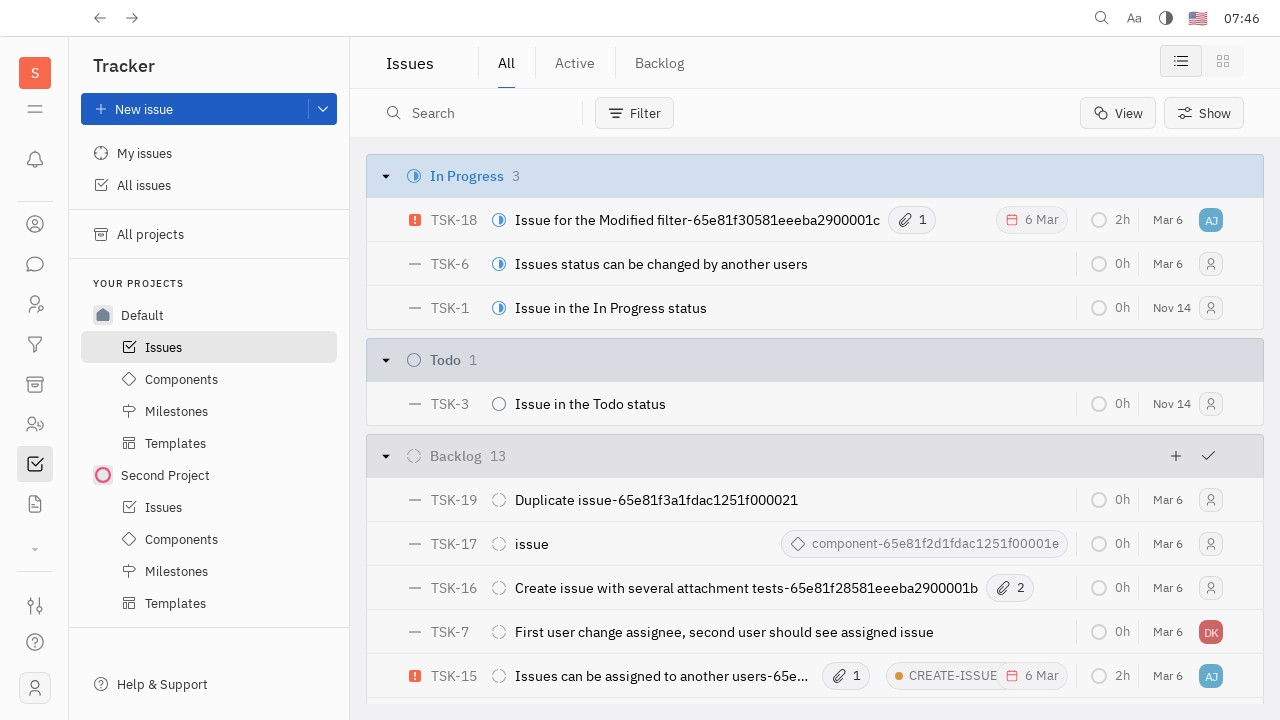 Aa
07:46
S
Tracker
New issue
My issues
All issues
All projects
YOUR PROJECTS
Default
Issues
Components
Milestones
Templates
Second Project
Issues
Components
Milestones
Templates
Help & Support
Issues
All
Active
Backlog
Search
Filter
View
Show
In Progress 3
TSK-18 Issue for the Modified filter-65e81f30581eeeba2900001c 1 6 Mar 2h Mar 6 AJ
TSK-6 Issues status can be changed by another users 0h Mar 6
TSK-1 Issue in the In Progress status 0h Nov 14
Todo 1
TSK-3 Issue in the Todo status 0h Nov 14
Backlog 13
TSK-19 Duplicate issue-65e81f3a1fdac1251f000021 0h Mar 6
TSK-17 issue component-65e81f2d1fdac1251f00001e 0h Mar 6
TSK-16 Create issue with several attachment tests-65e81f28581eeeba2900001b 2 0h Mar 6
TSK-7 First user change assignee, second user should see assigned issue 0h Mar 6 DK
TSK-15 Issues can be assigned to another users-65e... 1 CREATE-ISSUE 6 Mar 2h Mar 6 AJ